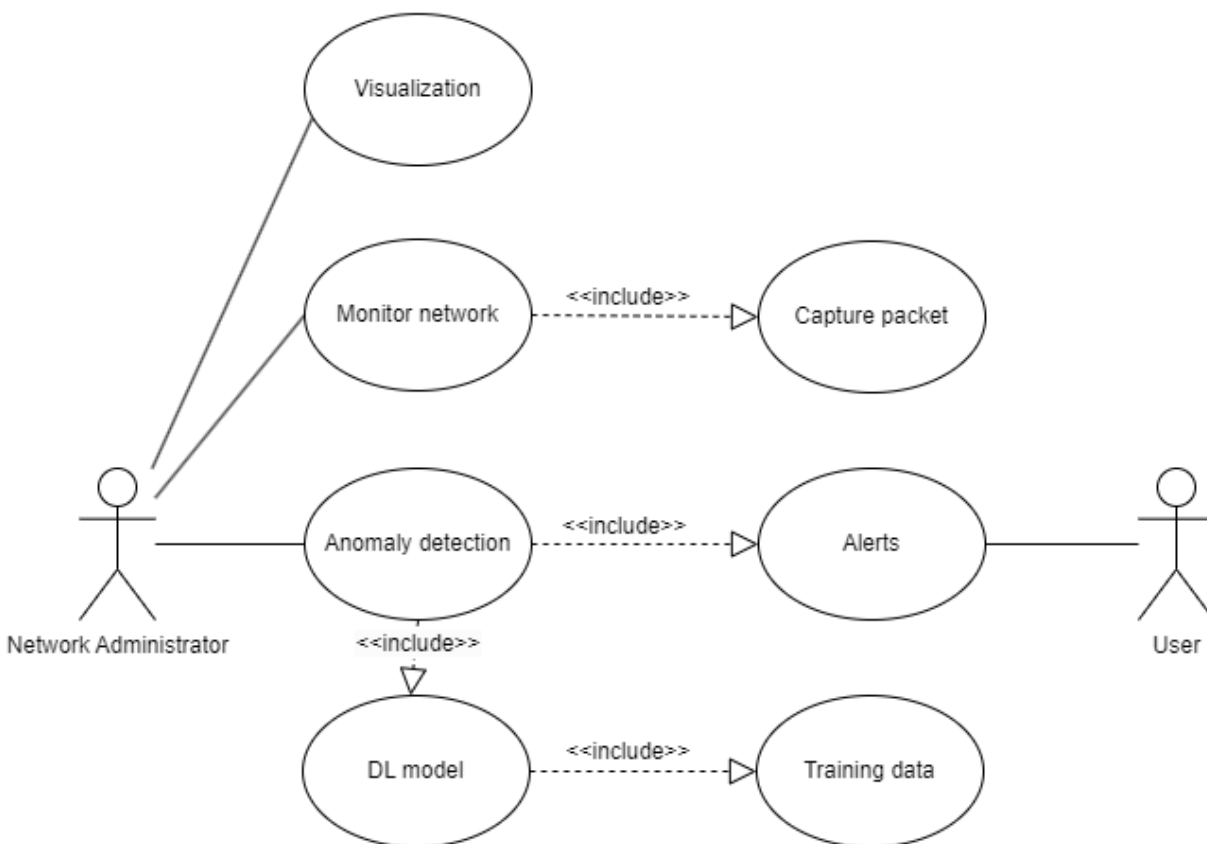 Visualization
Monitor network
<<include>>
Capture packet
Anomaly detection
<<include>>
Alerts
Network Administrator
<<include>>
User
DL model
<<include>>
Training data